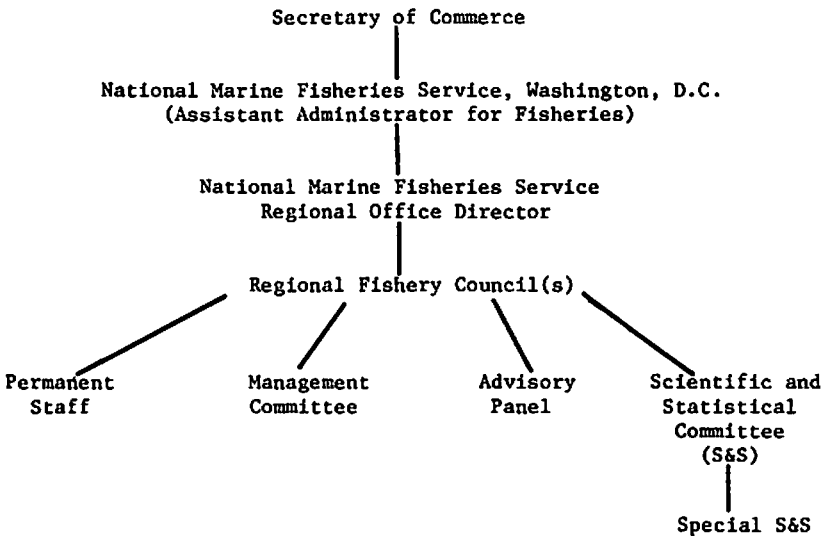 Secretary of Commerce
National Marine Fisheries Service, Washington, D.C.
(Assistant Administrator for Fisheries)
National Marine Fisheries Service
Regional Office Director
Regional Fishery Council(s)
Permanent
Staff
Management
Committee
Advisory
Panel
Scientific and
Statistical
Committee
(S&S)
Special S&S